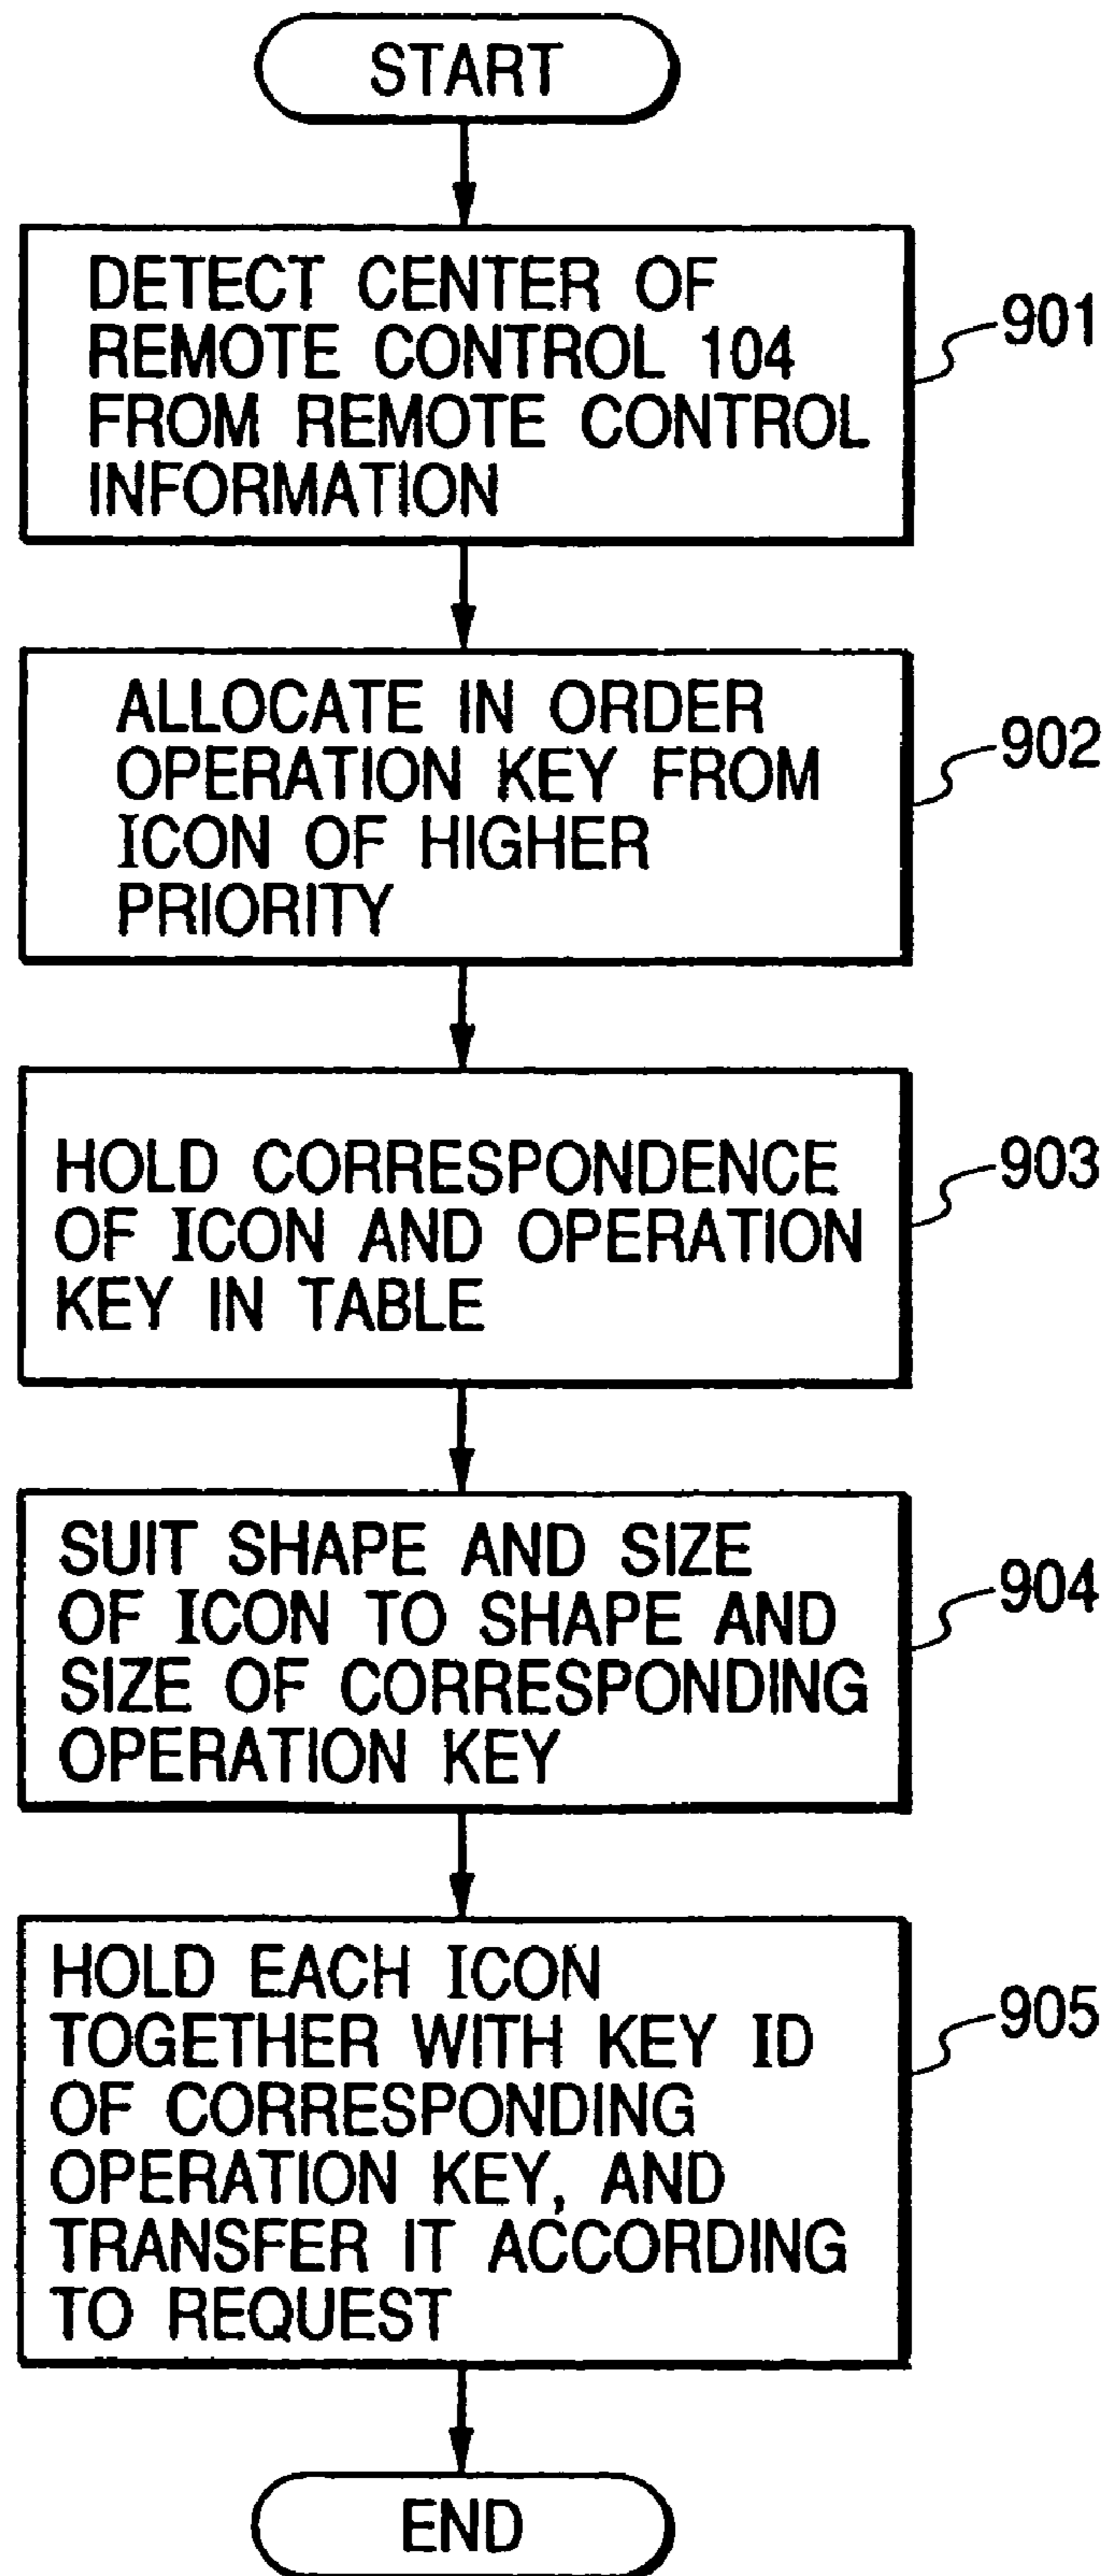 START
DETECT CENTER OF
REMOTE CONTROL 104
FROM REMOTE CONTROL
INFORMATION
901
ALLOCATE IN ORDER
OPERATION KEY FROM
ICON OF HIGHER
PRIORITY
902
HOLD CORRESPONDENCE
OF ICON AND OPERATION
KEY IN TABLE
903
SUIT SHAPE AND SIZE
OF ICON TO SHAPE AND
SIZE OF CORRESPONDING
OPERATION KEY
904
HOLD EACH ICON
TOGETHER WITH KEY ID
OF CORRESPONDING
OPERATION KEY, AND
TRANSFER IT ACCORDING
TO REQUEST
905
END